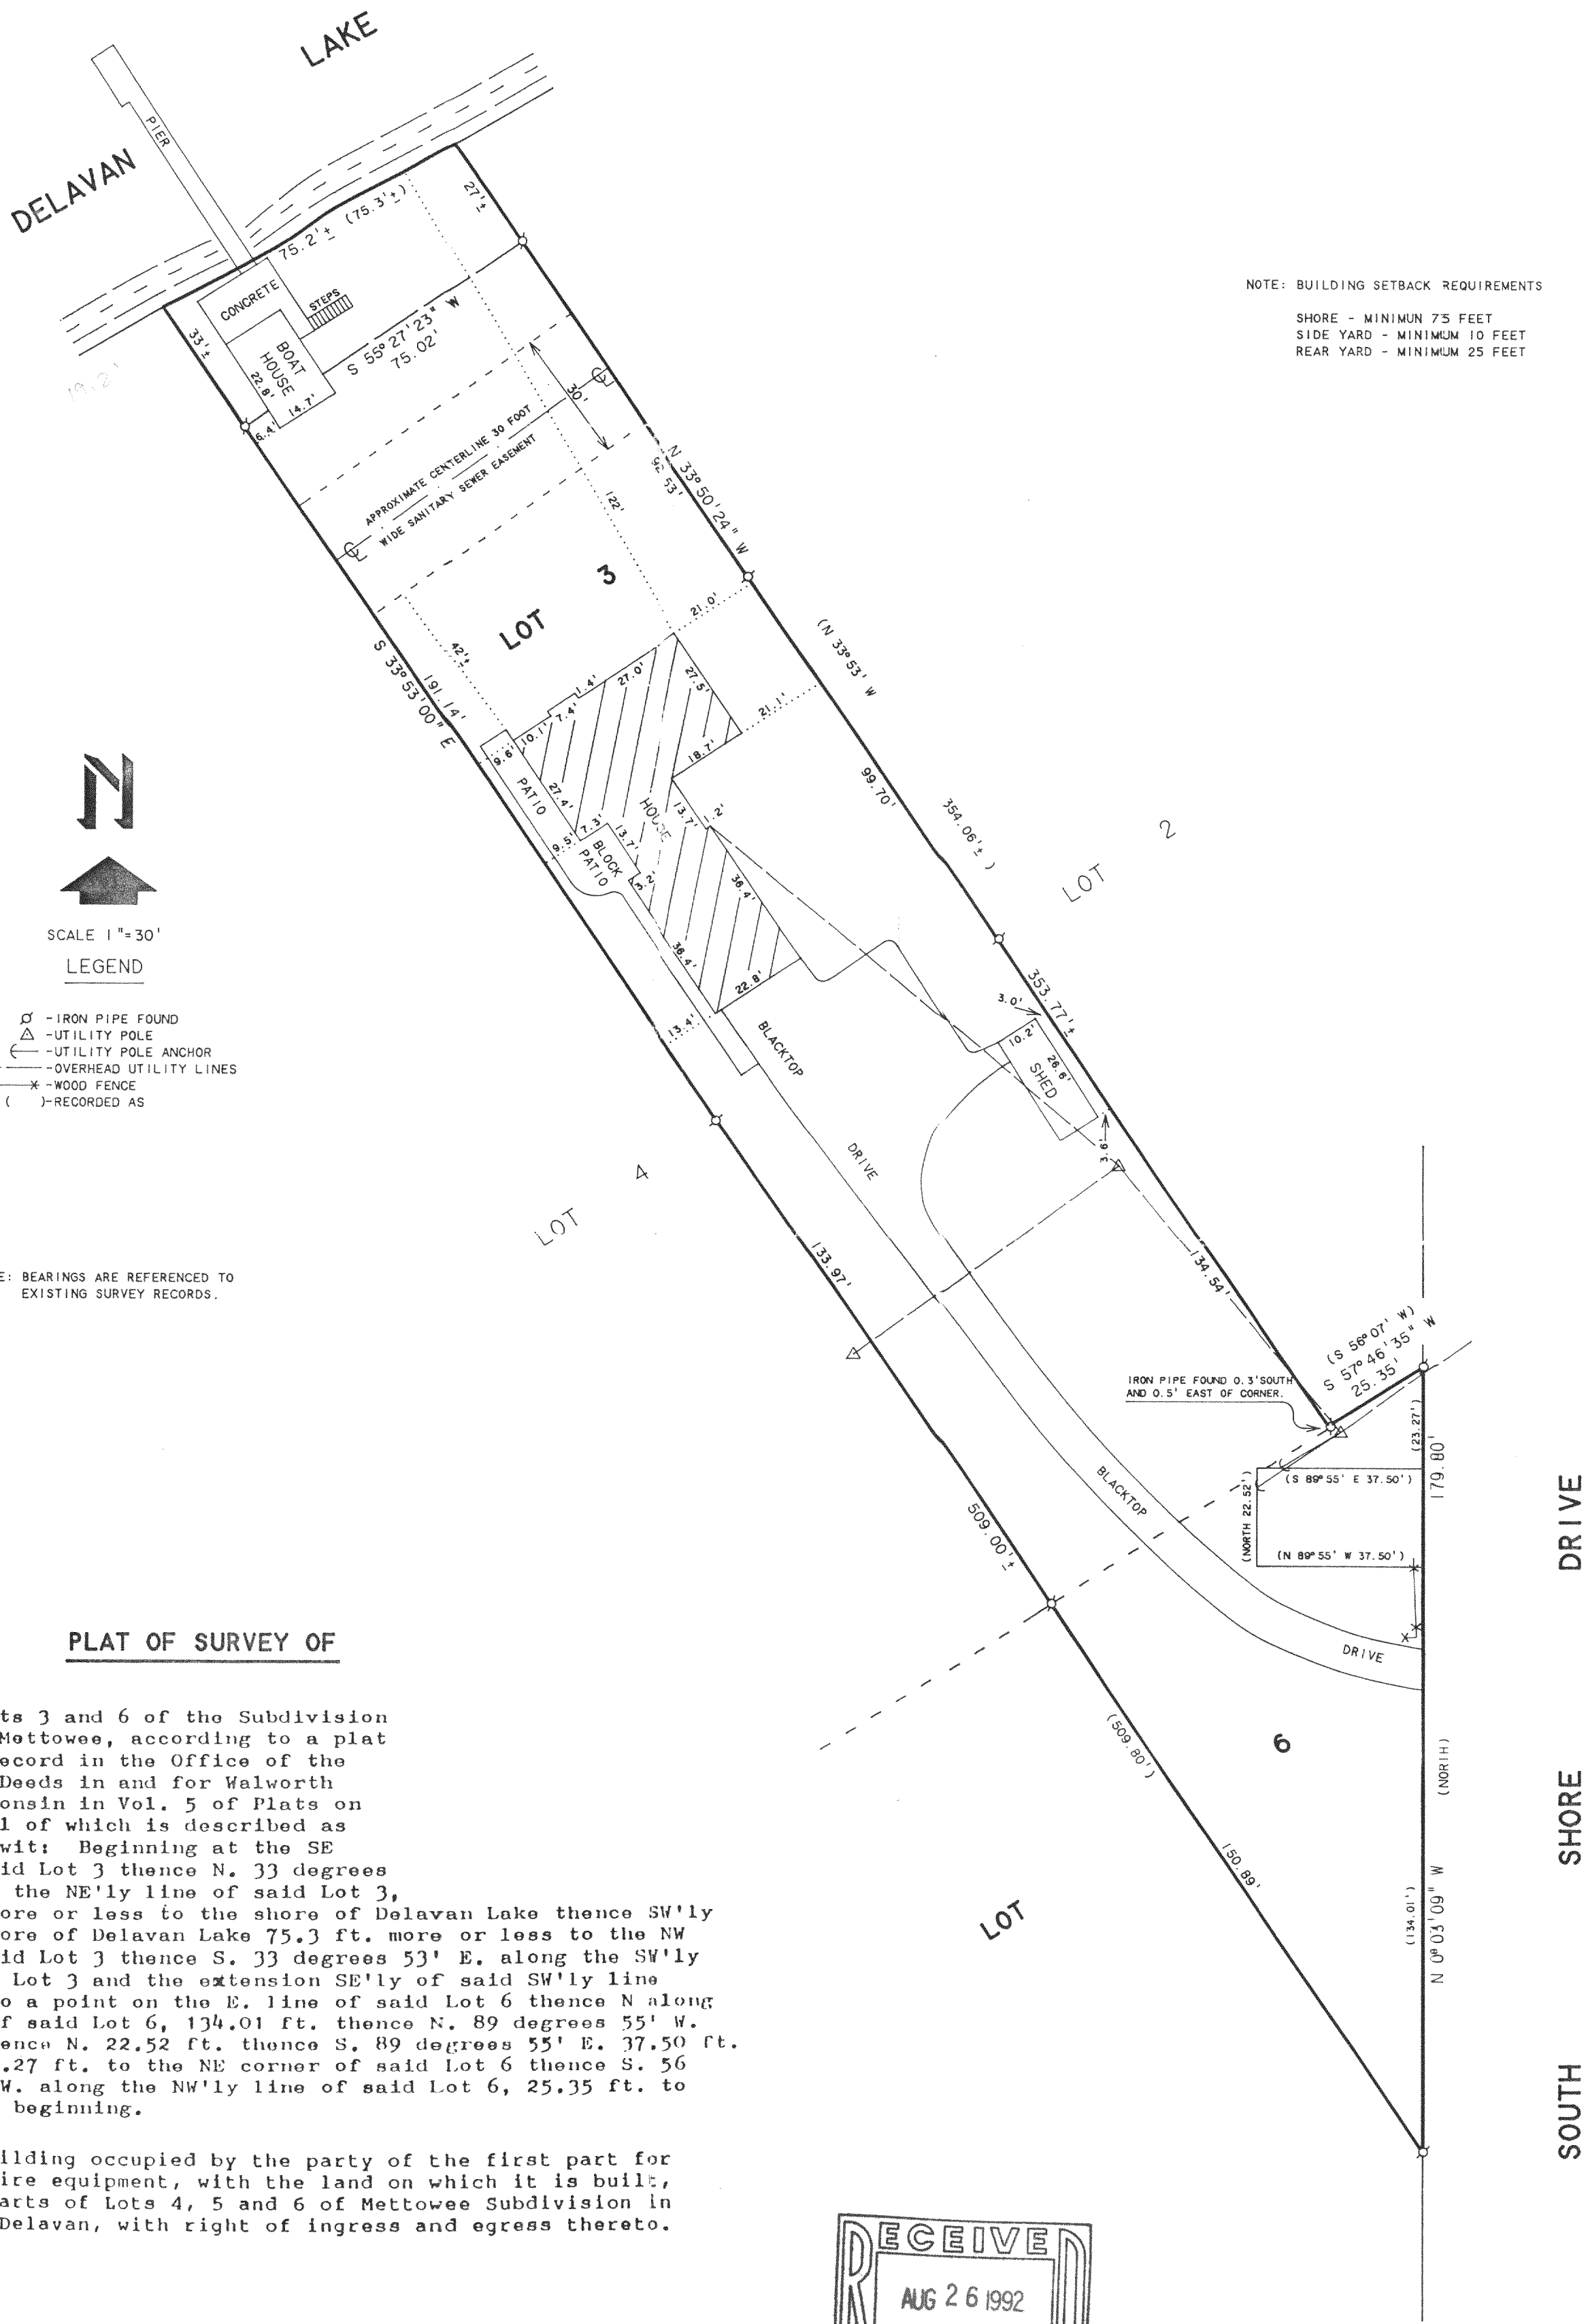 LAKE
DELAVAN
PIER
75.2'± (75.3'±)
27'±
CONCRETE
STEPS
33'±
BOAT
HOUSE
22.8'
14.7'
6.4'
S 55°27'23" W
75.02'
19.2'
NOTE: BUILDING SETBACK REQUIREMENTS
SHORE - MINIMUN 75 FEET
SIDE YARD - MINIMUM 10 FEET
REAR YARD - MINIMUM 25 FEET
30'
APPROXIMATE CENTERLINE 30 FOOT
WIDE SANITARY SEWER EASEMENT
N 33°50'24" W
92.53'
122'
LOT 3
21.0'
(N 33°53' W
354.06'± )
42'±
S 33°53'00" E
191.14'
1.4'
27.0'
27.5'
7.4'
10.1'
9.6'
21.1'
18.7'
PATIO
27.4'
HOUSE
13.7'
1.2'
99.70'
7.3'
13.7'
9.5'
BLOCK
PATIO
3.2'
36.4'
36.4'
22.8'
13.4'
LOT 2
N
SCALE 1"=30'
LEGEND
-IRON PIPE FOUND
-UTILITY POLE
-UTILITY POLE ANCHOR
-OVERHEAD UTILITY LINES
-WOOD FENCE
( )-RECORDED AS
353.77'±
3.0'
10.2'
26.6'
SHED
3.6'
BLACKTOP
DRIVE
LOT 4
133.97'
134.54'
E: BEARINGS ARE REFERENCED TO
EXISTING SURVEY RECORDS.
(S 56°07' W)
S 57°46'35" W
25.35'
IRON PIPE FOUND 0.3'SOUTH
AND 0.5' EAST OF CORNER.
(23.27')
179.80'
(S 89°55' E 37.50')
(NORTH 22.52')
(N 89°55' W 37.50')
BLACKTOP
DRIVE
509.00'±
(509.80')
6
(NORTH)
150.89'
(134.01')
N 0°03'09" W
LOT
SOUTH SHORE DRIVE
PLAT OF SURVEY OF
ts 3 and 6 of the Subdivision
Mettowee, according to a plat
ecord in the Office of the
Deeds in and for Walworth
onsin in Vol. 5 of Plats on
l of which is described as
wit: Beginning at the SE
id Lot 3 thence N. 33 degrees
the NE'ly line of said Lot 3,
ore or less to the shore of Delavan Lake thence SW'ly
ore of Delavan Lake 75.3 ft. more or less to the NW
id Lot 3 thence S. 33 degrees 53' E. along the SW'ly
Lot 3 and the extension SE'ly of said SW'ly line
o a point on the E. line of said Lot 6 thence N along
f said Lot 6, 134.01 ft. thence N. 89 degrees 55' W.
ence N. 22.52 ft. thence S. 89 degrees 55' E. 37.50 ft.
.27 ft. to the NE corner of said Lot 6 thence S. 56
W. along the NW'ly line of said Lot 6, 25.35 ft. to
beginning.
ilding occupied by the party of the first part for
ire equipment, with the land on which it is built,
arts of Lots 4, 5 and 6 of Mettowee Subdivision in
Delavan, with right of ingress and egress thereto.
RECEIVED
AUG 26 1992